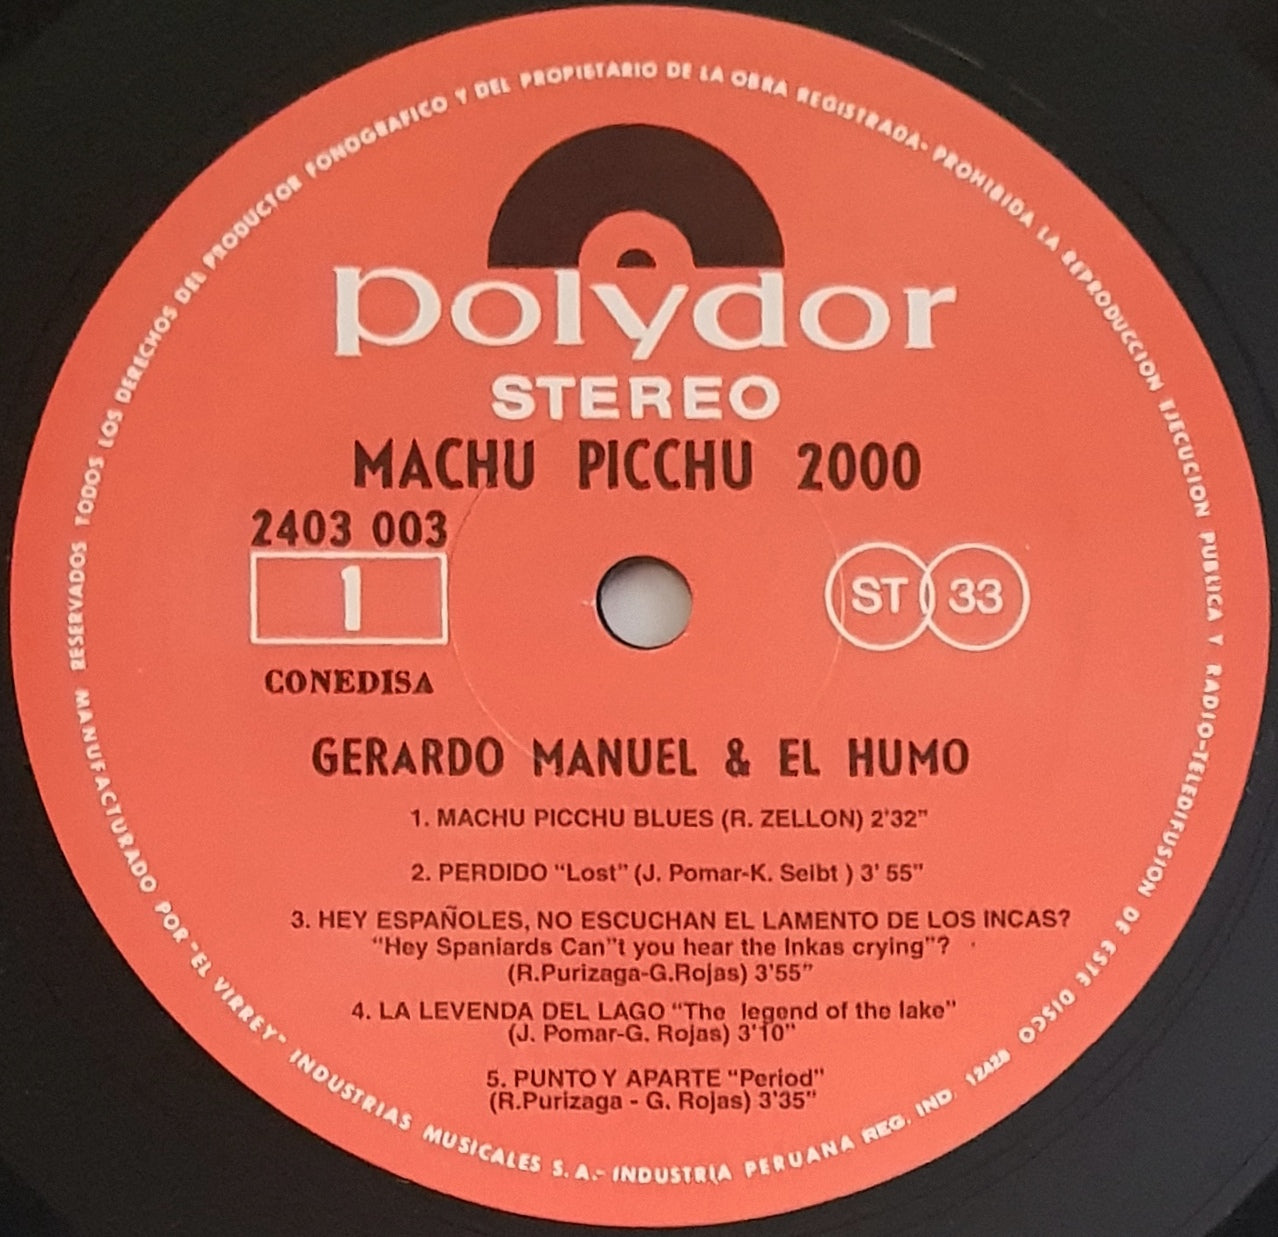 MANUFACTURADO POR "EL VIRREY" INDUSTRIAS MUSICALES S.A.- INDUSTRIA PERUANA REG. IND. 12428
RESERVADOS TODOS LOS DERECHOS DEL PRODUCTOR FONOGRAFICO Y DEL PROPIETARIO DE LA OBRA REGISTRADA- PROHIBIDA LA REPRODUCCION EJECUCION PUBLICA Y RADIO-TELEDIFUSION DE ESTE DISCO
polydor
STEREO
MACHU PICCHU 2000
2403 003
1
ST 33
CONEDISA
GERARDO MANUEL & EL HUMO
1. MACHU PICCHU BLUES (R. ZELLON) 2'32"
2. PERDIDO "Lost" (J. Pomar-K. Seibt ) 3' 55"
3. HEY ESPAÑOLES, NO ESCUCHAN EL LAMENTO DE LOS INCAS?
"Hey Spaniards Can"t you hear the Inkas crying"?
(R.Purizaga-G.Rojas) 3'55"
4. LA LEVENDA DEL LAGO "The legend of the lake"
(J. Pomar-G. Rojas) 3'10"
5. PUNTO Y APARTE "Period"
(R.Purizaga - G. Rojas) 3'35"